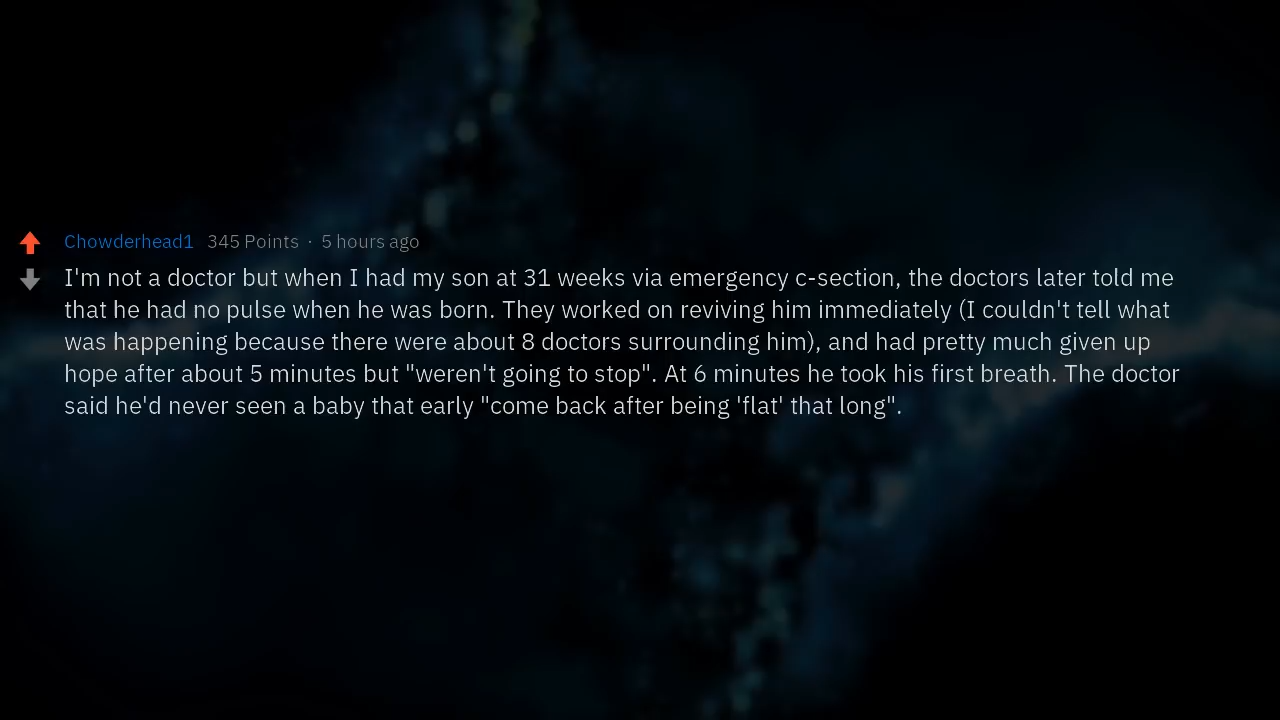 Chowderhead1 345 Points · 5 hours ago
I'm not a doctor but when I had my son at 31 weeks via emergency c-section, the doctors later told me
that he had no pulse when he was born. They worked on reviving him immediately (I couldn't tell what
was happening because there were about 8 doctors surrounding him), and had pretty much given up
hope after about 5 minutes but "weren't going to stop". At 6 minutes he took his first breath. The doctor
said he'd never seen a baby that early "come back after being 'flat' that long".